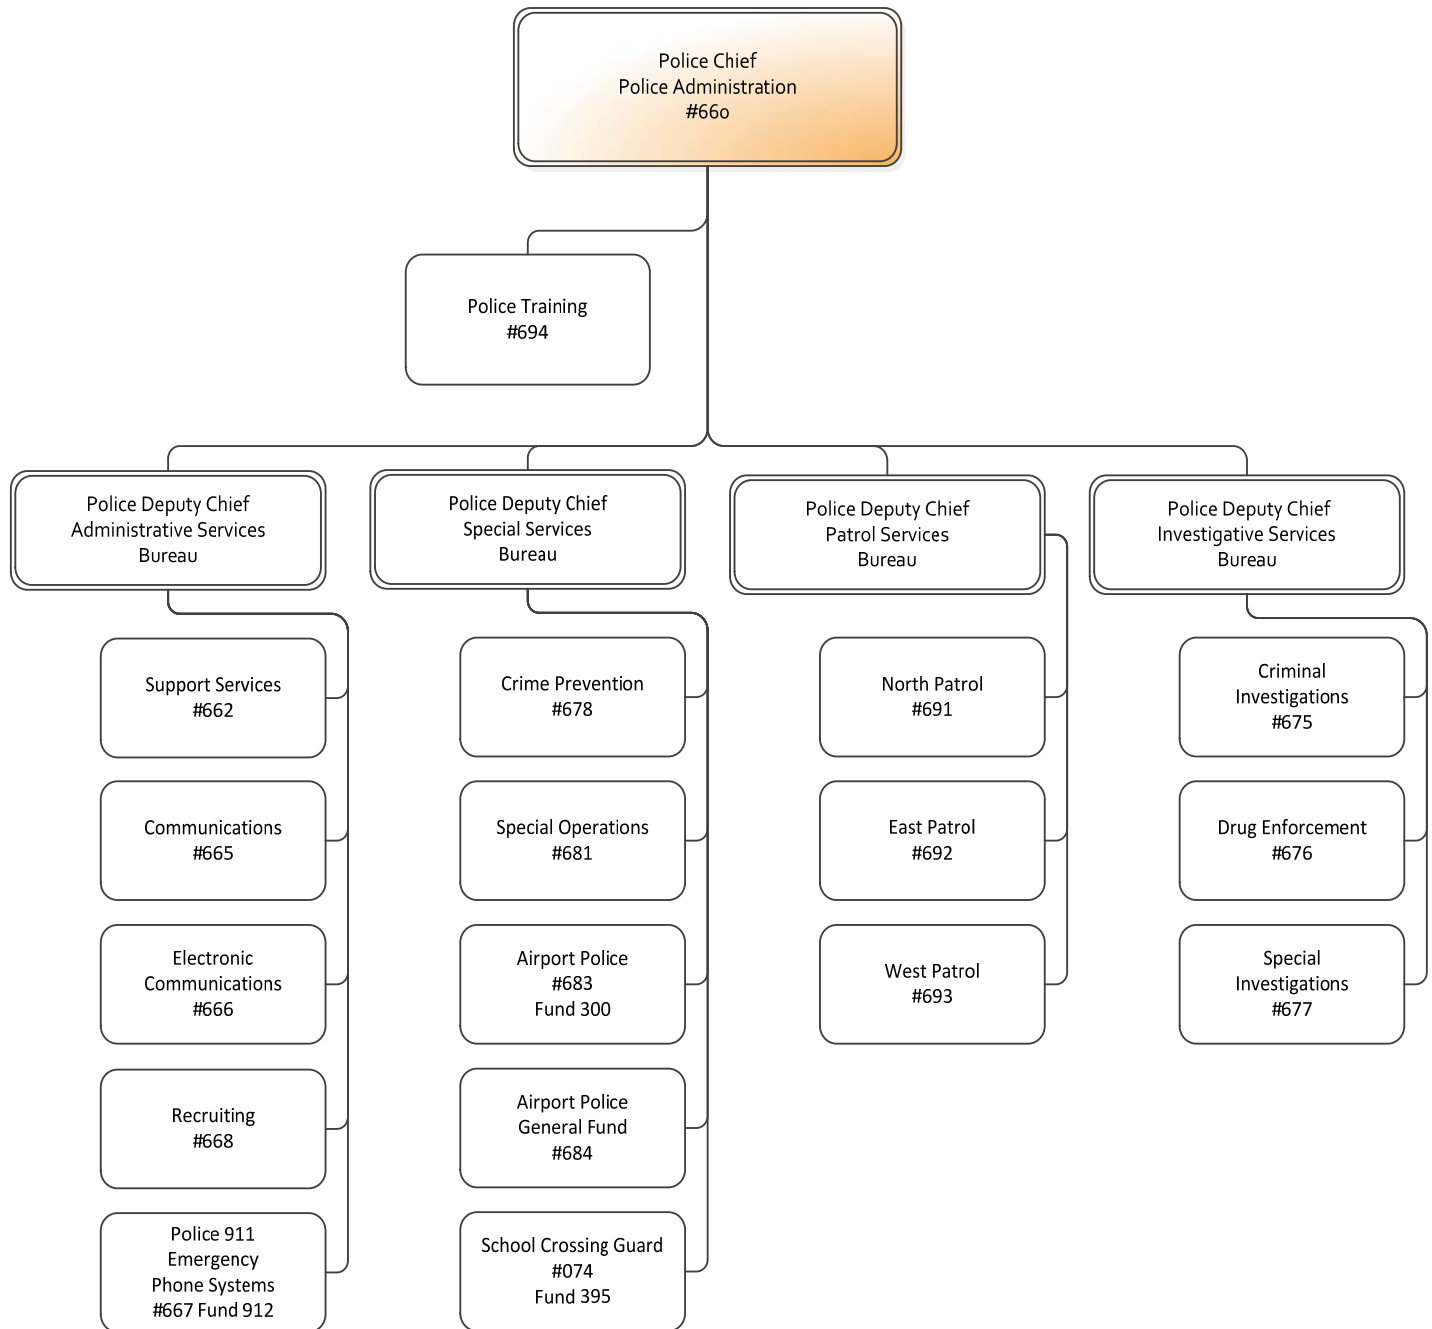 Police Chief
Police Administration
#66o
Police Training
#694
Police Deputy Chief
Administrative Services
Bureau
Police Deputy Chief
Special Services
Bureau
Police Deputy Chief
Patrol Services
Bureau
Police Deputy Chief
Investigative Services
Bureau
Support Services
#662
Communications
#665
Electronic
Communications
#666
Recruiting
#668
Police 911
Emergency
Phone Systems
#667 Fund 912
Crime Prevention
#678
Special Operations
#681
Airport Police
#683
Fund 300
Airport Police
General Fund
#684
School Crossing Guard
#074
Fund 395
North Patrol
#691
East Patrol
#692
West Patrol
#693
Criminal
Investigations
#675
Drug Enforcement
#676
Special
Investigations
#677